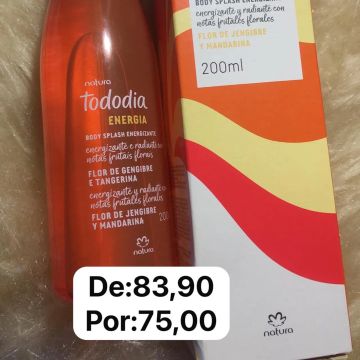 natura
Tododia
ENERGIA
BODY SPLASH ENERGIZANTE
energizante e radiante com
notas frutais florais
FLOR DE GENGIBRE
E TANGERINA
energizante y radiante con
notas frutales florales
FLOR DE JENGIBRE
Y MANDARINA
200
natura
BODY SPLASH ENERGIZANTE
energizante y radiante con
notas frutales florales
FLOR DE JENGIBRE
Y MANDARINA
200ml
natura
De:83,90
Por:75,00